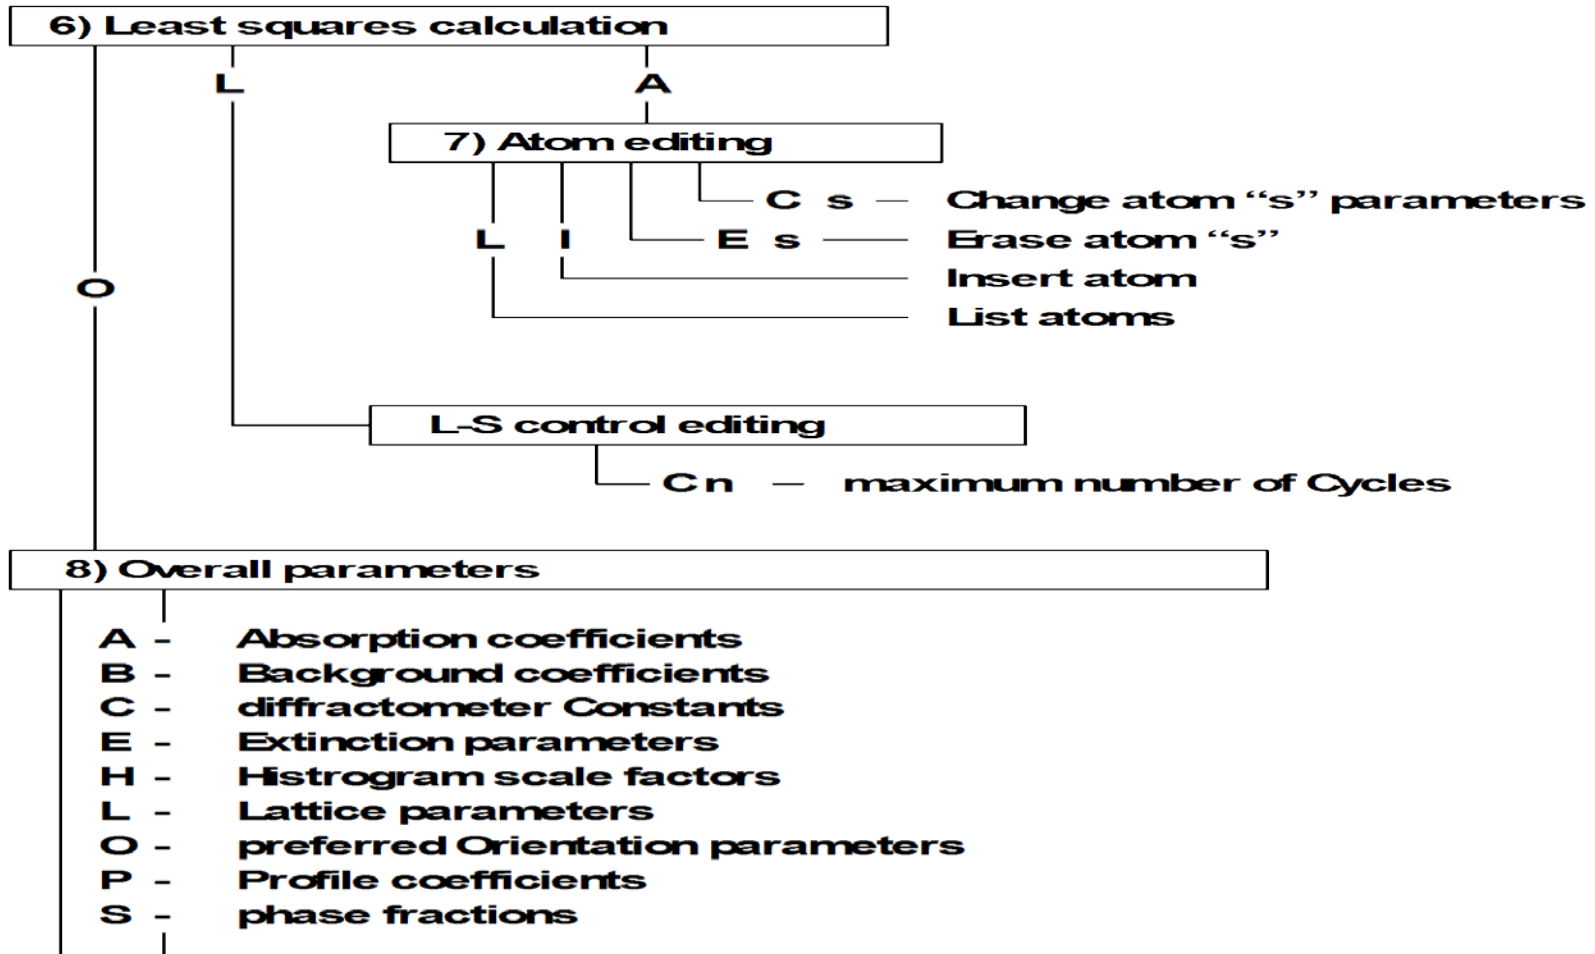 6) Least squares calculation
L A
7) Atom editing
C s Change atom “s” parameters
L I E s Erase atom “s”
Insert atom
O
List atoms
L-S control editing
Cn – maximum number of Cycles
8) Overall parameters
A - Absorption coefficients
B - Background coefficients
C - diffractometer Constants
E - Extinction parameters
H - Histrogram scale factors
L - Lattice parameters
O - preferred Orientation parameters
P - Profile coefficients
S - phase fractions